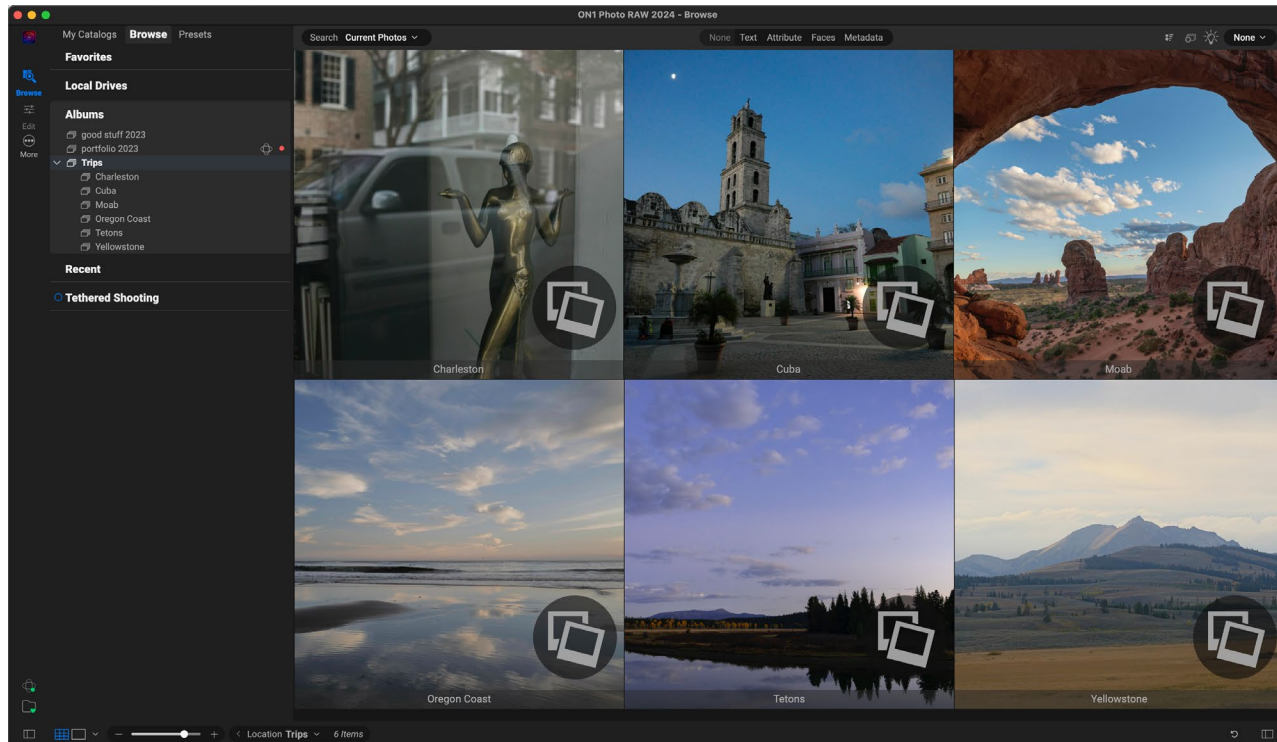 ON1 Photo RAW 2024 - Browse
My Catalogs Browse Presets
Search Current Photos
None Text Attribute Faces Metadata
None
Browse
Edit
More
Favorites
Local Drives
Albums
good stuff 2023
portfolio 2023
Trips
Charleston
Cuba
Moab
Oregon Coast
Tetons
Yellowstone
Recent
Tethered Shooting
Charleston
Cuba
Moab
Oregon Coast
Tetons
Yellowstone
Location Trips 6 Items